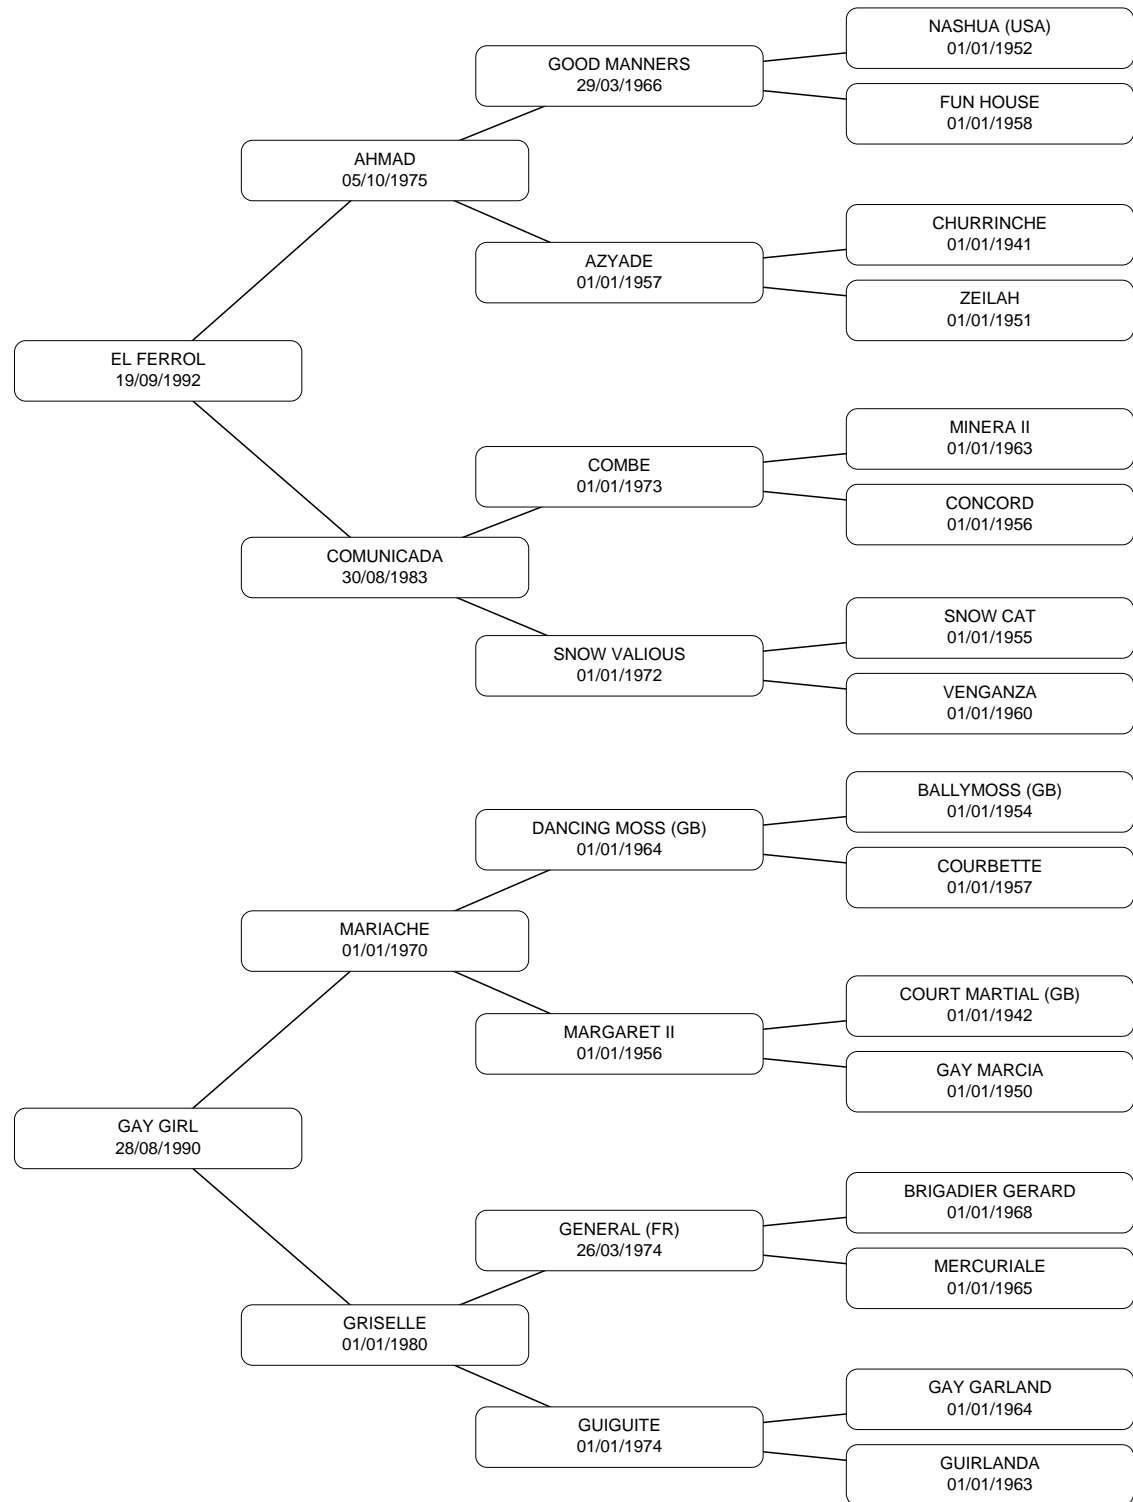 NASHUA (USA)
01/01/1952
GOOD MANNERS
29/03/1966
FUN HOUSE
01/01/1958
AHMAD
05/10/1975
CHURRINCHE
01/01/1941
AZYADE
01/01/1957
ZEILAH
01/01/1951
EL FERROL
19/09/1992
MINERA II
01/01/1963
COMBE
01/01/1973
CONCORD
01/01/1956
COMUNICADA
30/08/1983
SNOW CAT
01/01/1955
SNOW VALIOUS
01/01/1972
VENGANZA
01/01/1960
BALLYMOSS (GB)
01/01/1954
DANCING MOSS (GB)
01/01/1964
COURBETTE
01/01/1957
MARIACHE
01/01/1970
COURT MARTIAL (GB)
01/01/1942
MARGARET II
01/01/1956
GAY MARCIA
01/01/1950
GAY GIRL
28/08/1990
BRIGADIER GERARD
01/01/1968
GENERAL (FR)
26/03/1974
MERCURIALE
01/01/1965
GRISELLE
01/01/1980
GAY GARLAND
01/01/1964
GUIGUITE
01/01/1974
GUIRLANDA
01/01/1963